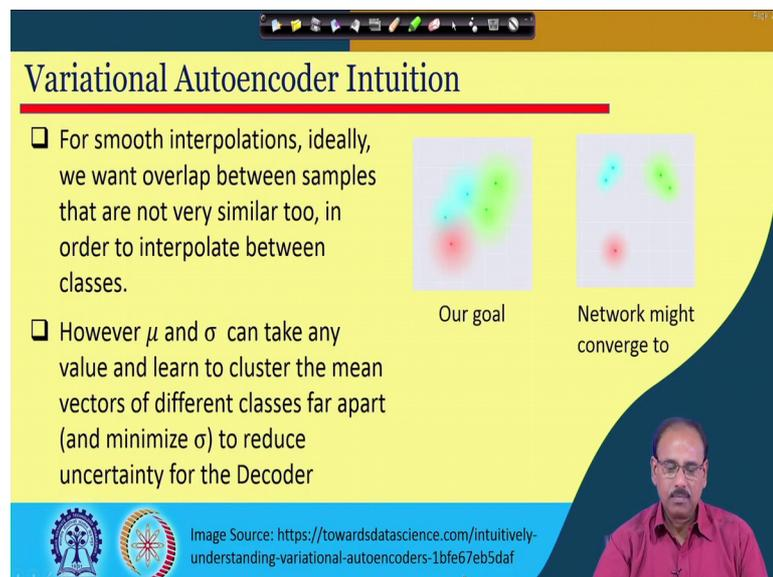 Variational Autoencoder Intuition
❑ For smooth interpolations, ideally,
we want overlap between samples
that are not very similar too, in
order to interpolate between
classes.
❑ However μ and σ can take any
value and learn to cluster the mean
vectors of different classes far apart
(and minimize σ) to reduce
uncertainty for the Decoder
Our goal
Network might
converge to
Image Source: https://towardsdatascience.com/intuitively-
understanding-variational-autoencoders-1bfe67eb5daf